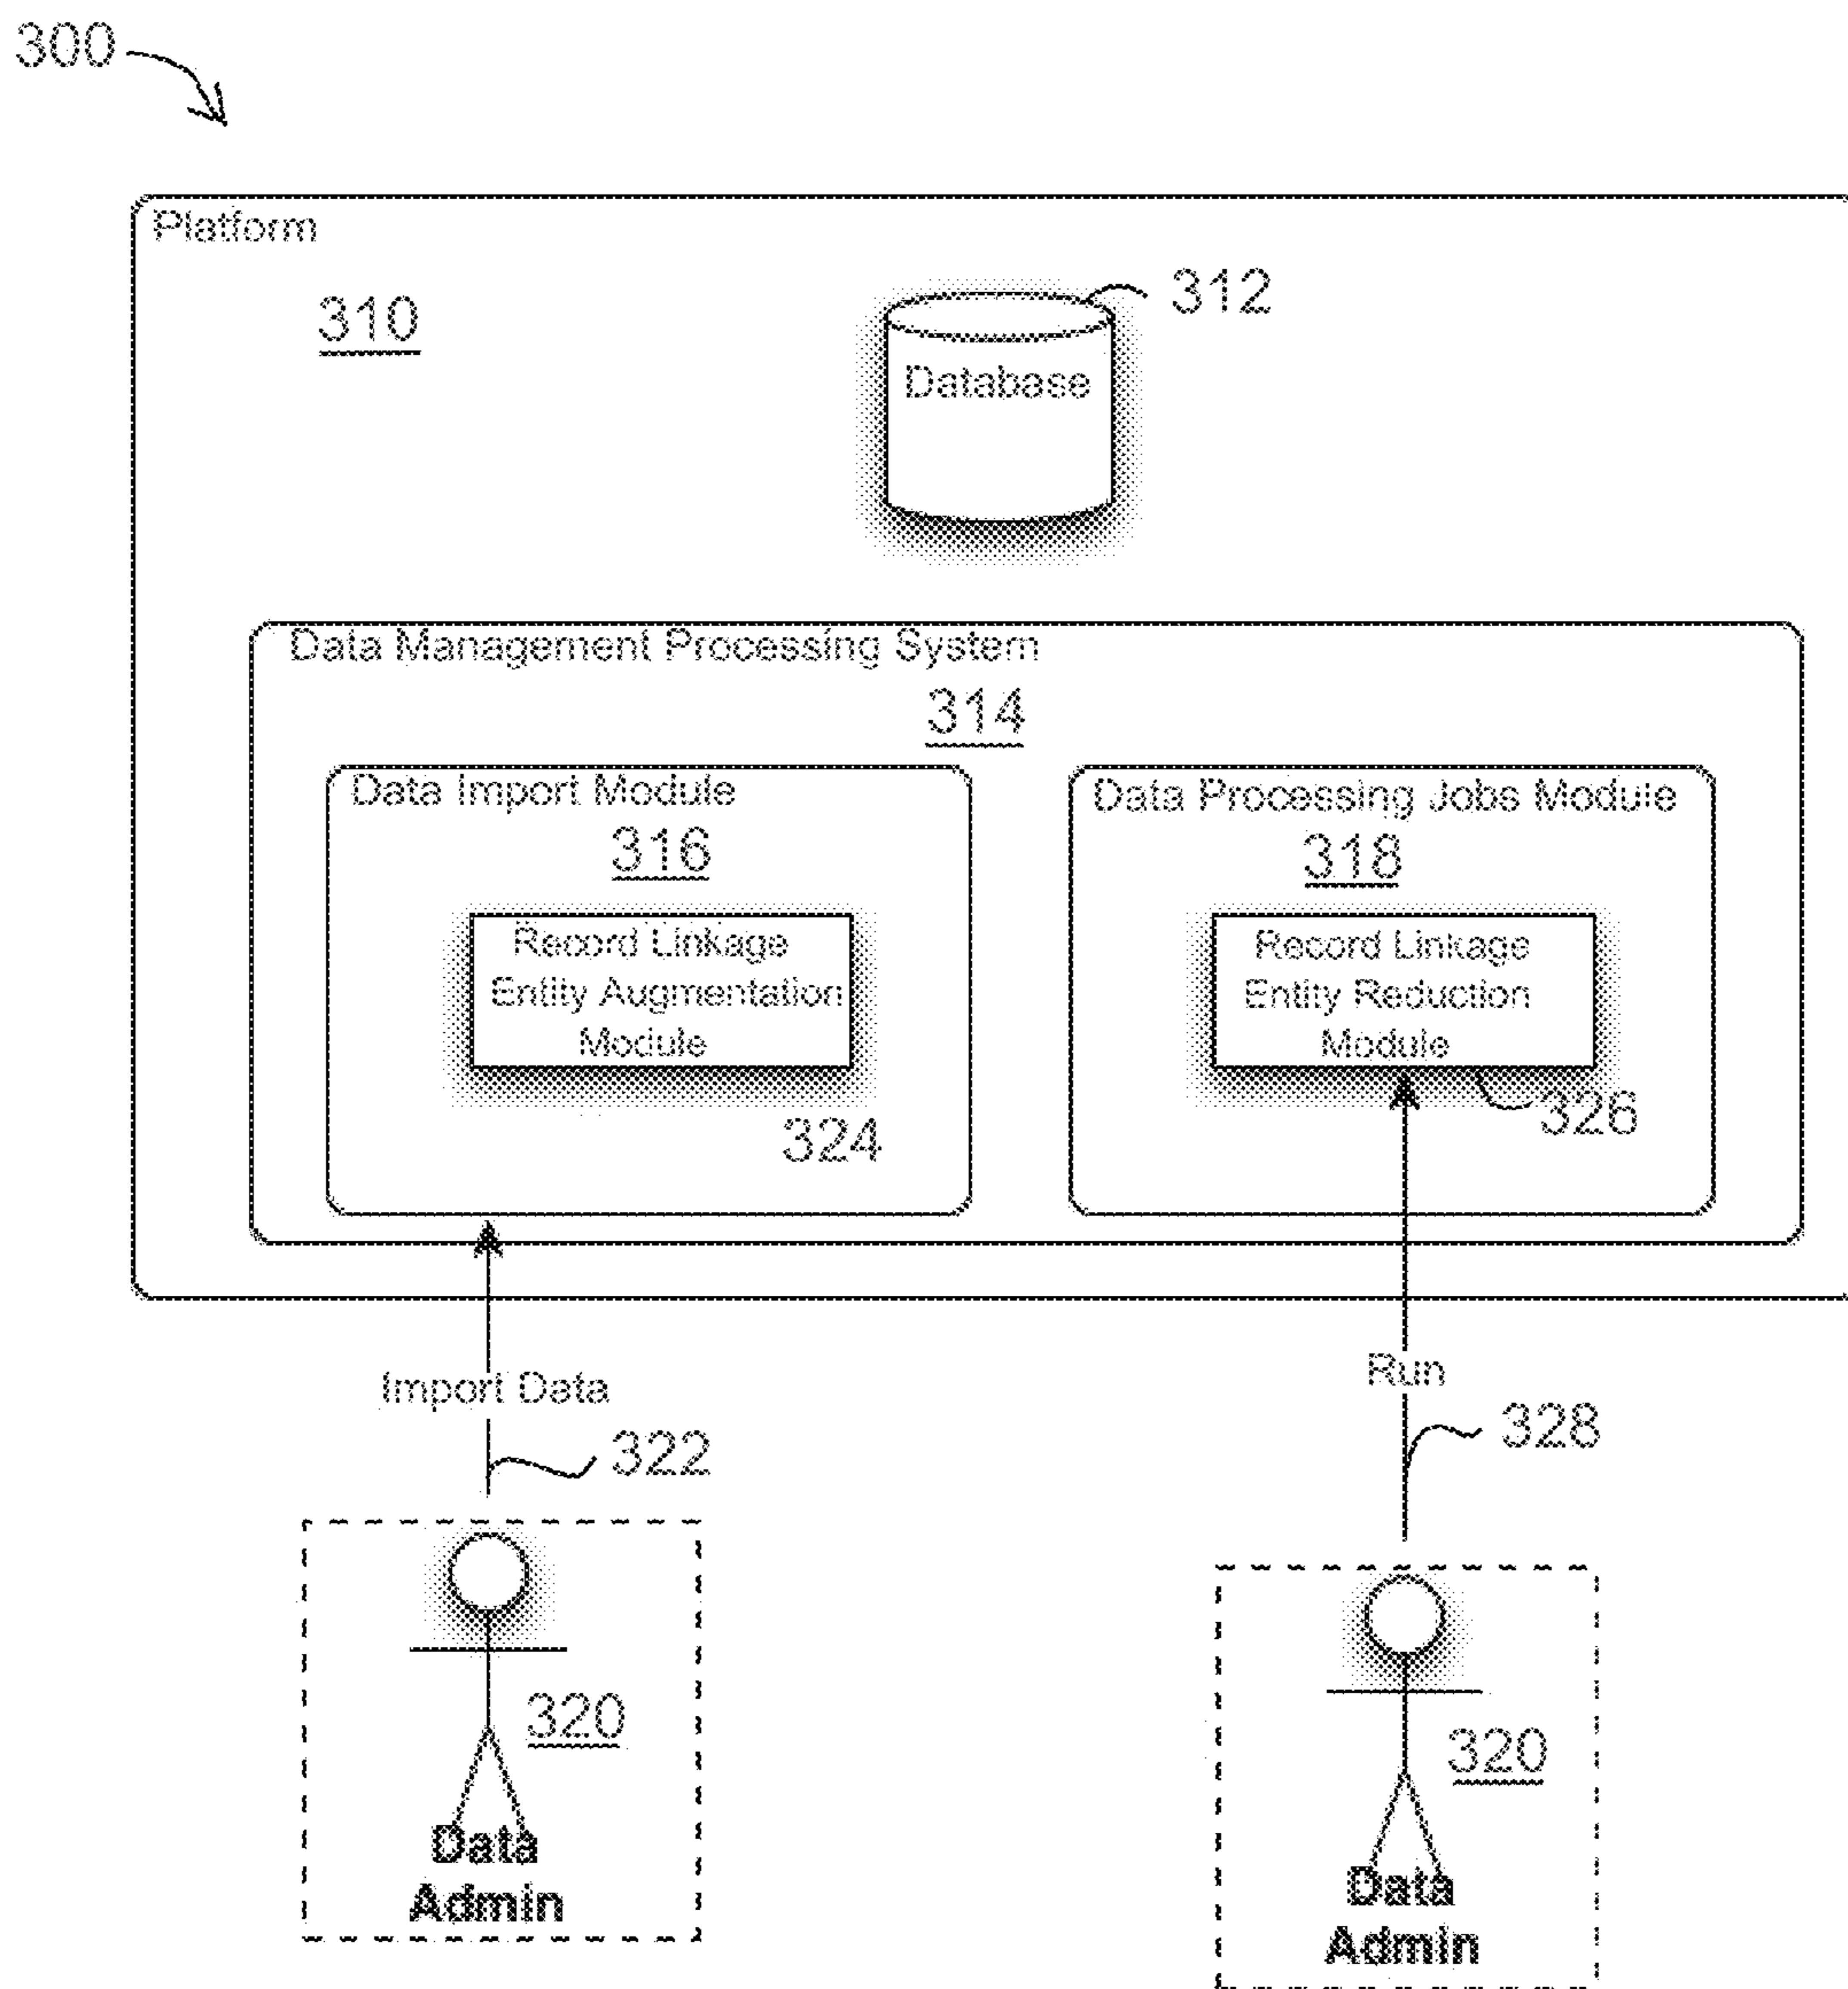 300
Platform
310
312
Database
Data Management Processing System
314
Data Import Module
316
Record Linkage
Entity Augmentation
Module
324
Data Processing Jobs Module
318
Record Linkage
Entity Reduction
Module
326
Import Data
322
Run
328
320
Data
Admin
320
Data
Admin